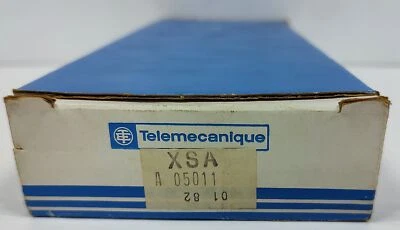 Telemecanique
XSA
A 05011
01 82